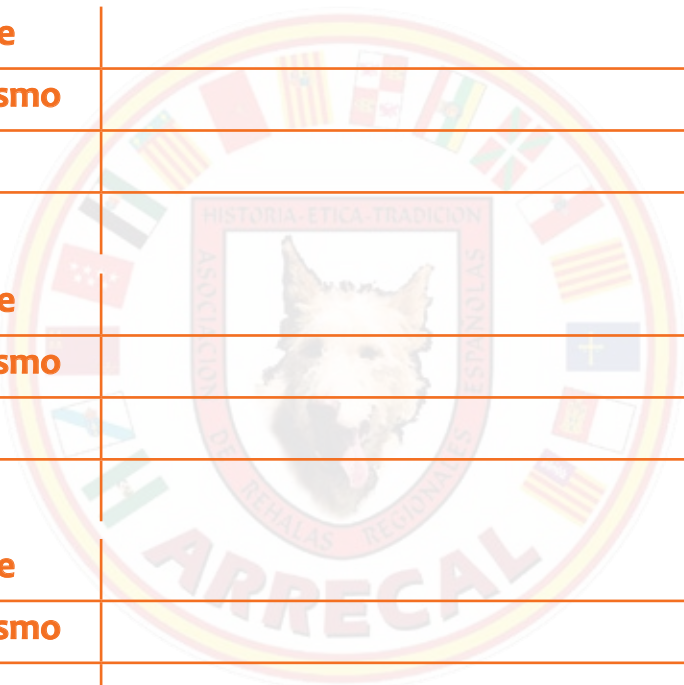 e
smo
HISTORIA-ETICA-TRADICION
ASOCIACION DE REHALAS REGIONALES ESPAÑOLAS
e
smo
ARRECAL
e
smo